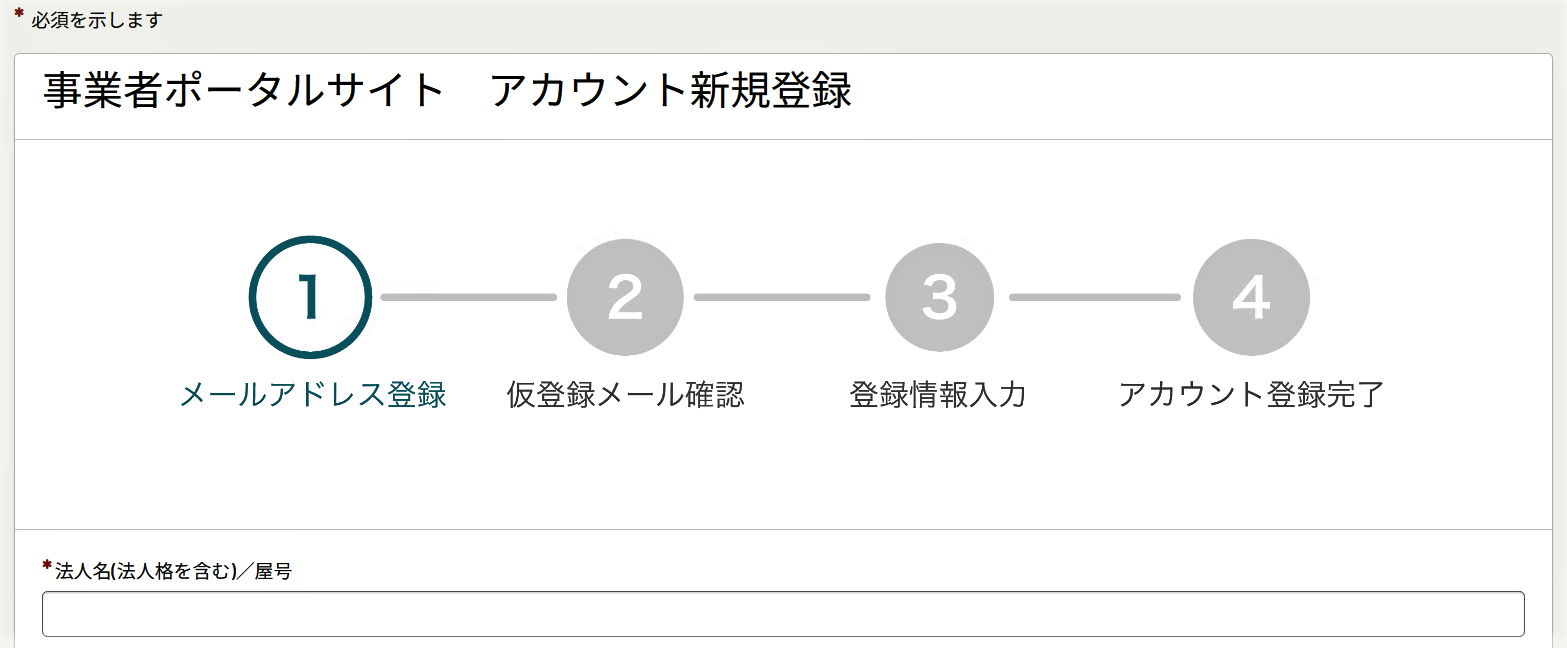 * 必須を示します
事業者ポータルサイト　アカウント新規登録
1 2 3 4
メールアドレス登録 仮登録メール確認 登録情報入力 アカウント登録完了
*法人名(法人格を含む)／屋号